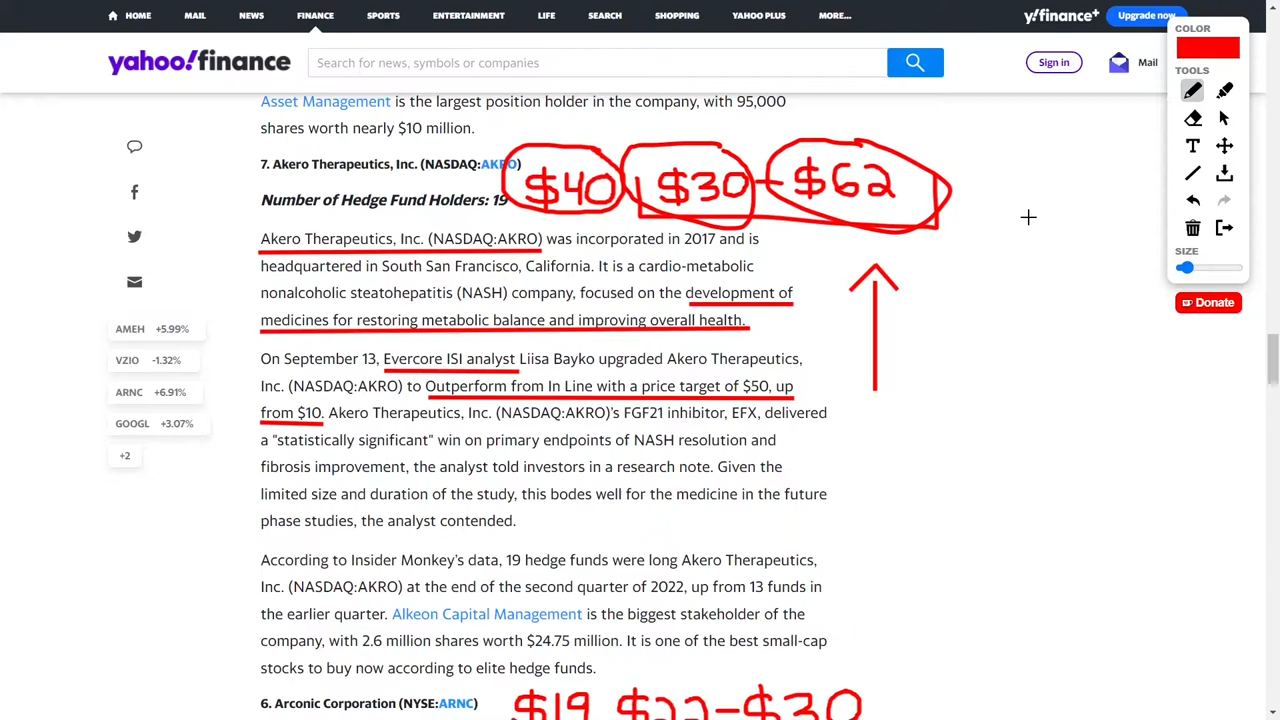 HOME MAIL NEWS FINANCE SPORTS ENTERTAINMENT LIFE SEARCH SHOPPING YAHOO PLUS MORE... y!finance+ Upgrade now
COLOR
yahoo!finance Search for news, symbols or companies Sign in Mail
TOOLS
Asset Management is the largest position holder in the company, with 95,000
shares worth nearly $10 million.
7. Akero Therapeutics, Inc. (NASDAQ:AKRO)
$40 $30 - $62
Number of Hedge Fund Holders: 19
Akero Therapeutics, Inc. (NASDAQ:AKRO) was incorporated in 2017 and is
headquartered in South San Francisco, California. It is a cardio-metabolic
nonalcoholic steatohepatitis (NASH) company, focused on the development of
medicines for restoring metabolic balance and improving overall health.
T
SIZE
Donate
AMEH +5.99%
VZIO -1.32%
ARNC +6.91%
GOOGL +3.07%
+2
On September 13, Evercore ISI analyst Liisa Bayko upgraded Akero Therapeutics,
Inc. (NASDAQ:AKRO) to Outperform from In Line with a price target of $50, up
from $10. Akero Therapeutics, Inc. (NASDAQ:AKRO)'s FGF21 inhibitor, EFX, delivered
a "statistically significant" win on primary endpoints of NASH resolution and
fibrosis improvement, the analyst told investors in a research note. Given the
limited size and duration of the study, this bodes well for the medicine in the future
phase studies, the analyst contended.
According to Insider Monkey's data, 19 hedge funds were long Akero Therapeutics,
Inc. (NASDAQ:AKRO) at the end of the second quarter of 2022, up from 13 funds in
the earlier quarter. Alkeon Capital Management is the biggest stakeholder of the
company, with 2.6 million shares worth $24.75 million. It is one of the best small-cap
stocks to buy now according to elite hedge funds.
6. Arconic Corporation (NYSE:ARNC)
$19 $22-$30